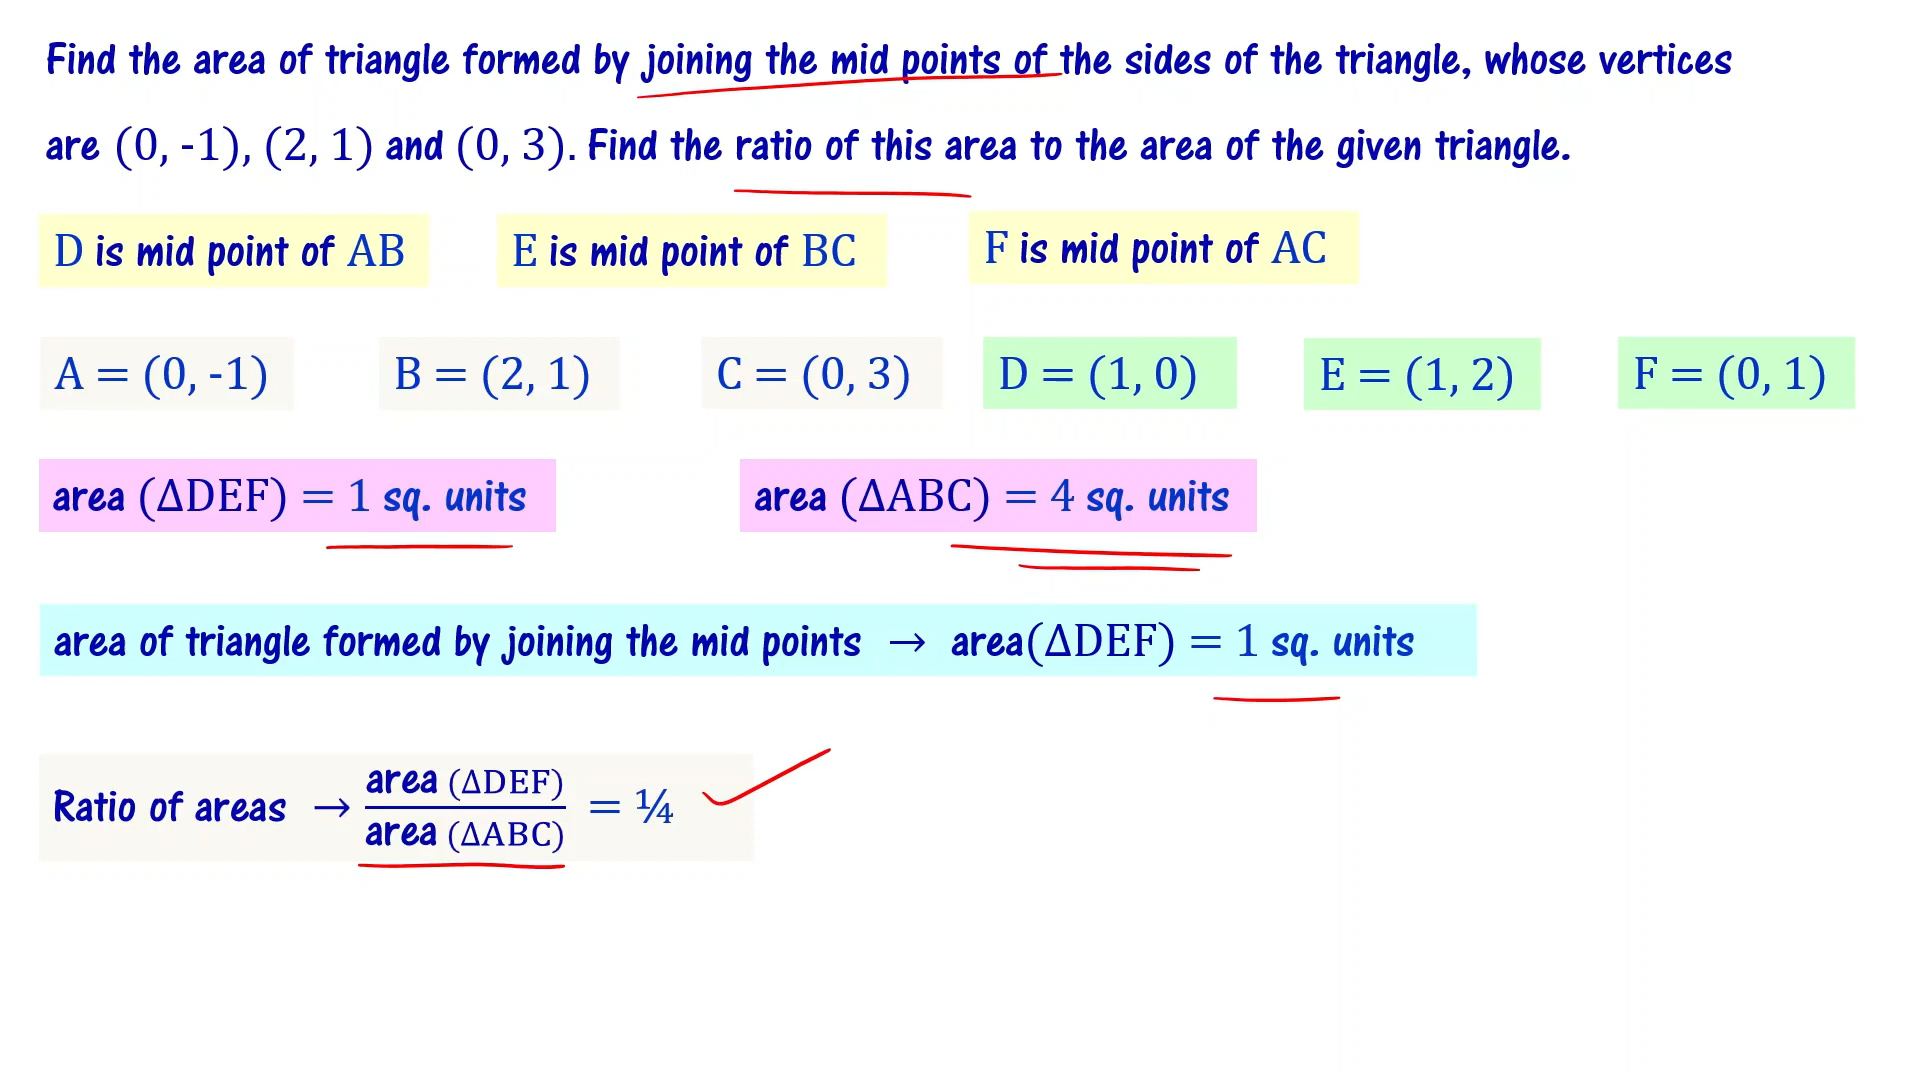 Find the area of triangle formed by joining the mid points of the sides of the triangle, whose vertices
are (0, -1), (2, 1) and (0, 3). Find the ratio of this area to the area of the given triangle.
D is mid point of AB
E is mid point of BC
F is mid point of AC
A = (0, -1)
B = (2, 1)
C = (0, 3)
D = (1, 0)
E = (1, 2)
F = (0, 1)
area (ΔDEF) = 1 sq. units
area (ΔABC) = 4 sq. units
area of triangle formed by joining the mid points → area(ΔDEF) = 1 sq. units
Ratio of areas → area (ΔDEF) / area (ΔABC) = ¼